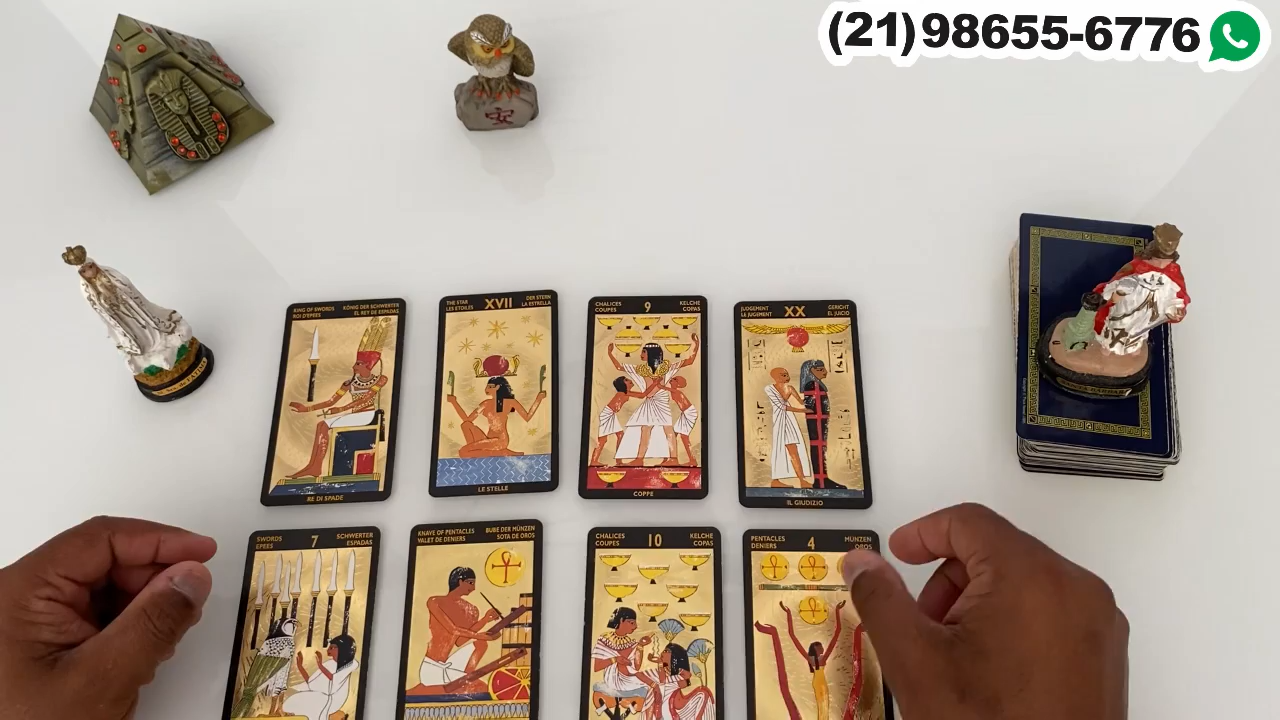 (21)98655-6776
KING OF SWORDS KÖNIG DER SCHWERTER
ROI D'EPEES EL REY DE ESPADAS
RE DI SPADE
THE STAR XVII DER STERN
LES ETOILES LA ESTRELLA
LE STELLE
CHALICES 9 KELCHE
COUPES COPAS
COPPE
JUDGEMENT XX GERICHT
LE JUGEMENT EL JUICIO
IL GIUDIZIO
SWORDS 7 SCHWERTER
EPEES ESPADAS
KNAVE OF PENTACLES BUBE DER MÜNZEN
VALET DE DENIERS SOTA DE OROS
CHALICES 10 KELCHE
COUPES COPAS
PENTACLES 4 MÜNZEN
DENIERS OROS